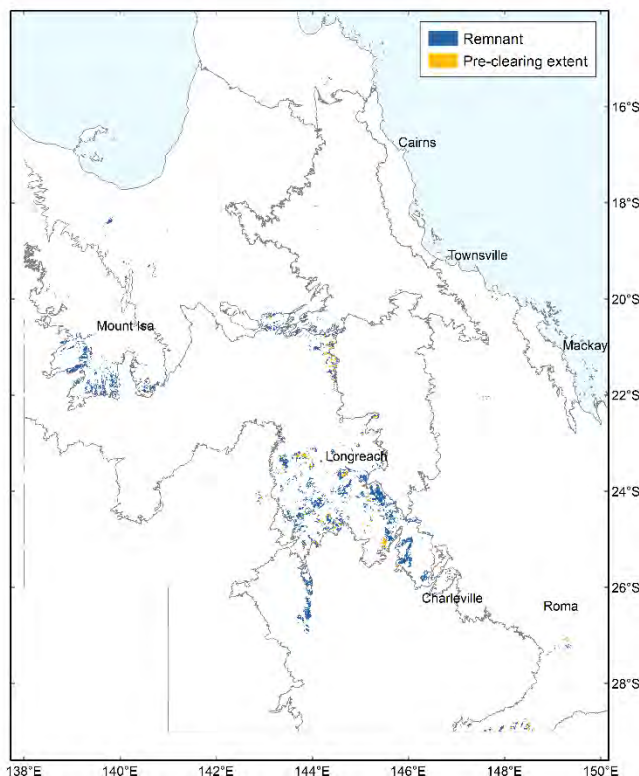 Remnant
Pre-clearing extent
16°S
Cairns
18°S
Townsville
20°S
Mount Isa
Mackay
22°S
Longreach
24°S
26°S
Charleville
Roma
28°S
138°E 140°E 142°E 144°E 146°E 148°E 150°E